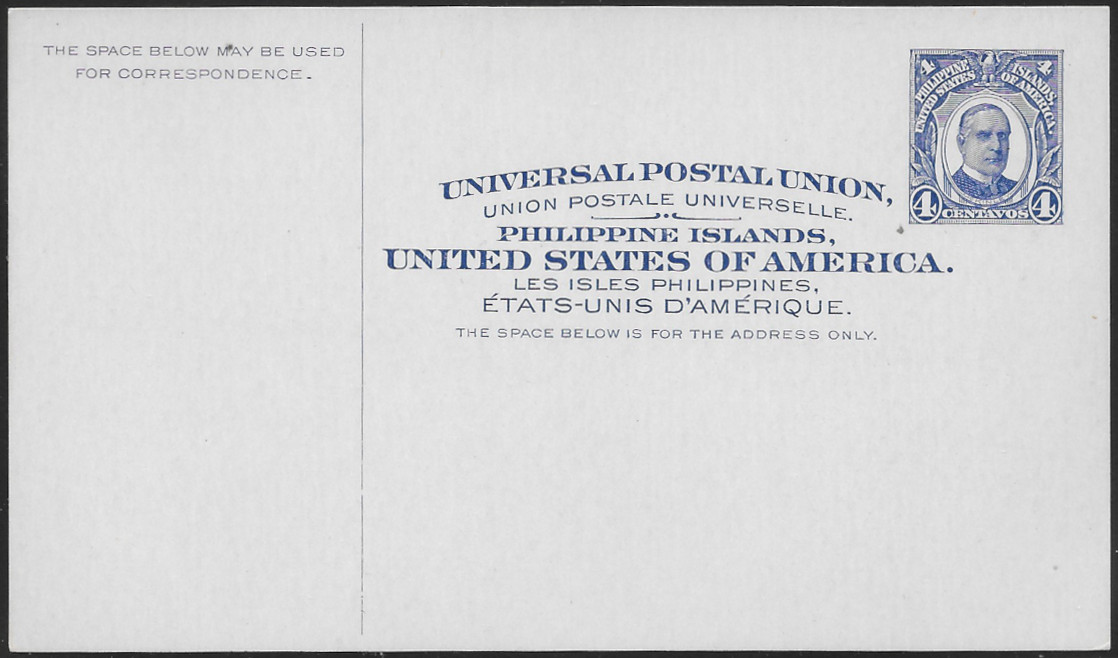 THE SPACE BELOW MAY BE USED
FOR CORRESPONDENCE.
4 4
PHILIPPINE ISLANDS
UNITED STATES OF AMERICA
4 CENTAVOS 4
UNIVERSAL POSTAL UNION,
UNION POSTALE UNIVERSELLE.
PHILIPPINE ISLANDS,
UNITED STATES OF AMERICA.
LES ISLES PHILIPPINES,
ÉTATS-UNIS D'AMÉRIQUE.
THE SPACE BELOW IS FOR THE ADDRESS ONLY.